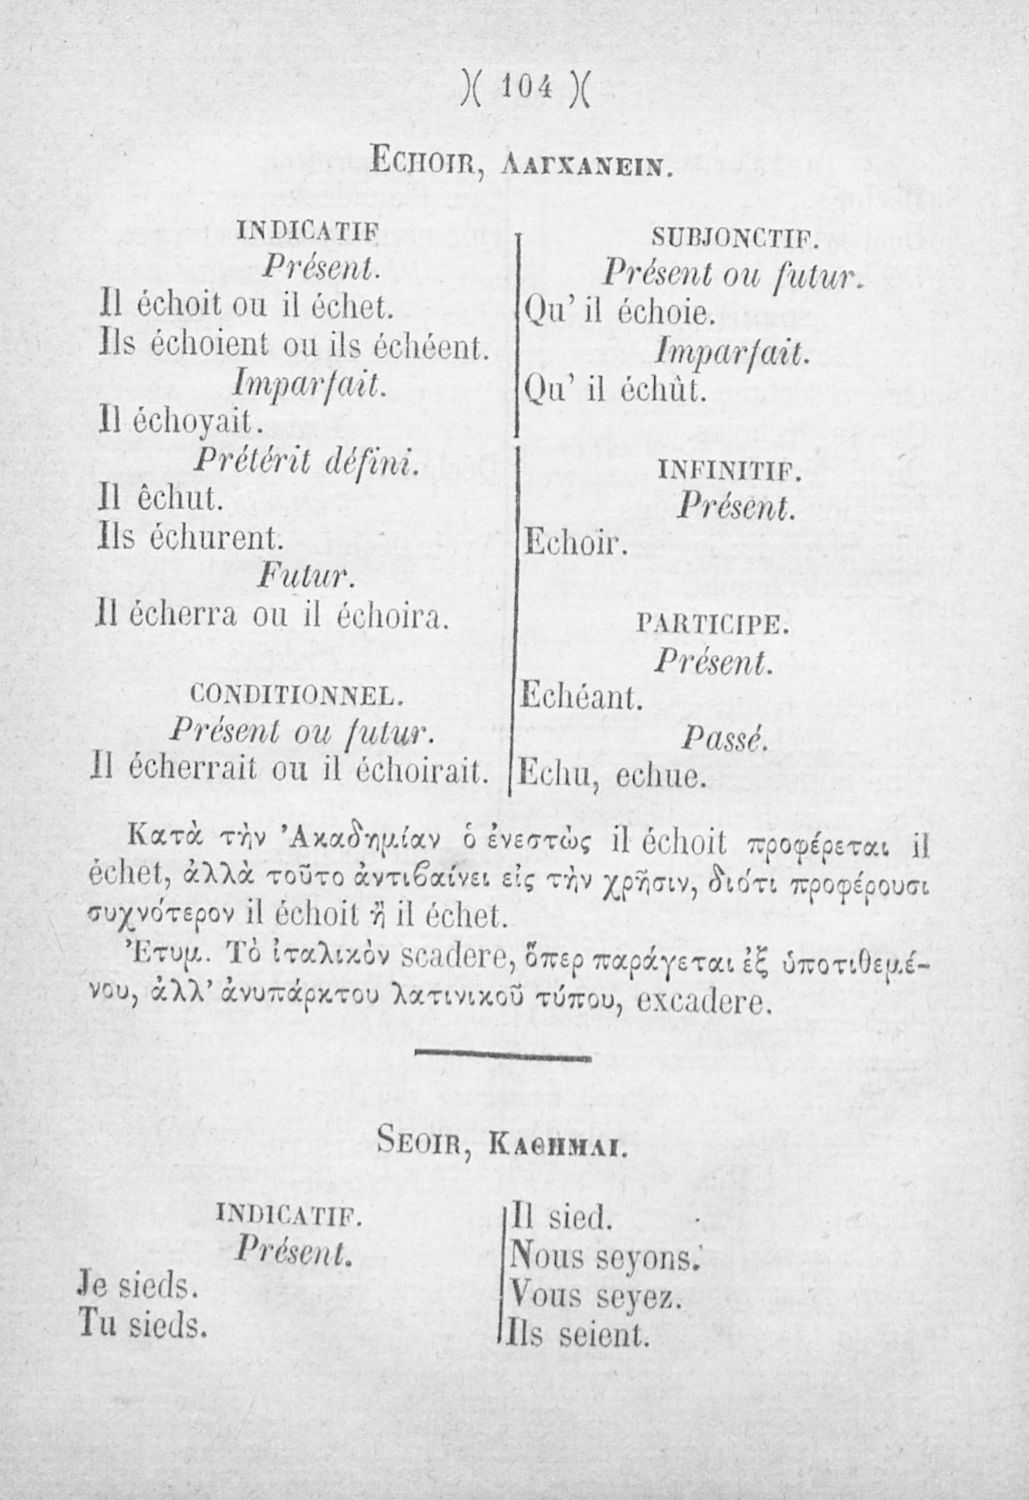 )( 104 )(
ECHOIR, ΛΑΓΧΑΝΕΙΝ.
INDICATIF
Présent.
Il échoit ou il échet.
Ils échoient ou ils échéent.
Imparfait.
Il échoyait.
Prétérit défini.
Il êchut.
Ils échurent.
Futur.
Il écherra ou il échoira.
CONDITIONNEL.
Présent ou futur.
Il écherrait ou il échoirait.
SUBJONCTIF.
Présent ou futur.
Qu’ il échoie.
Imparfait.
Qu’ il échût.
INFINITIF.
Présent.
Echoir.
PARTICIPE.
Présent.
Echéant.
Passé.
Echu, echue.
Κατὰ τὴν Ἀκαδημίαν ὁ ἐνεστὼς il échoit προφέρεται il
échet, ἀλλὰ τοῦτο ἀντιβαίνει εἰς τὴν χρῆσιν, διότι προφέρουσι
συχνότερον il échoit ἢ il échet.
Ἐτυμ. Τὸ ἰταλικὸν scadere, ὅπερ παράγεται ἐξ ὑποτιθεμέ-
νου, ἀλλ’ ἀνυπάρκτου λατινικοῦ τύπου, excadere.
SEOIR, ΚΑΘΗΜΑΙ.
INDICATIF.
Présent.
Je sieds.
Tu sieds.
Il sied.
Nous seyons.
Vous seyez.
Ils seient.